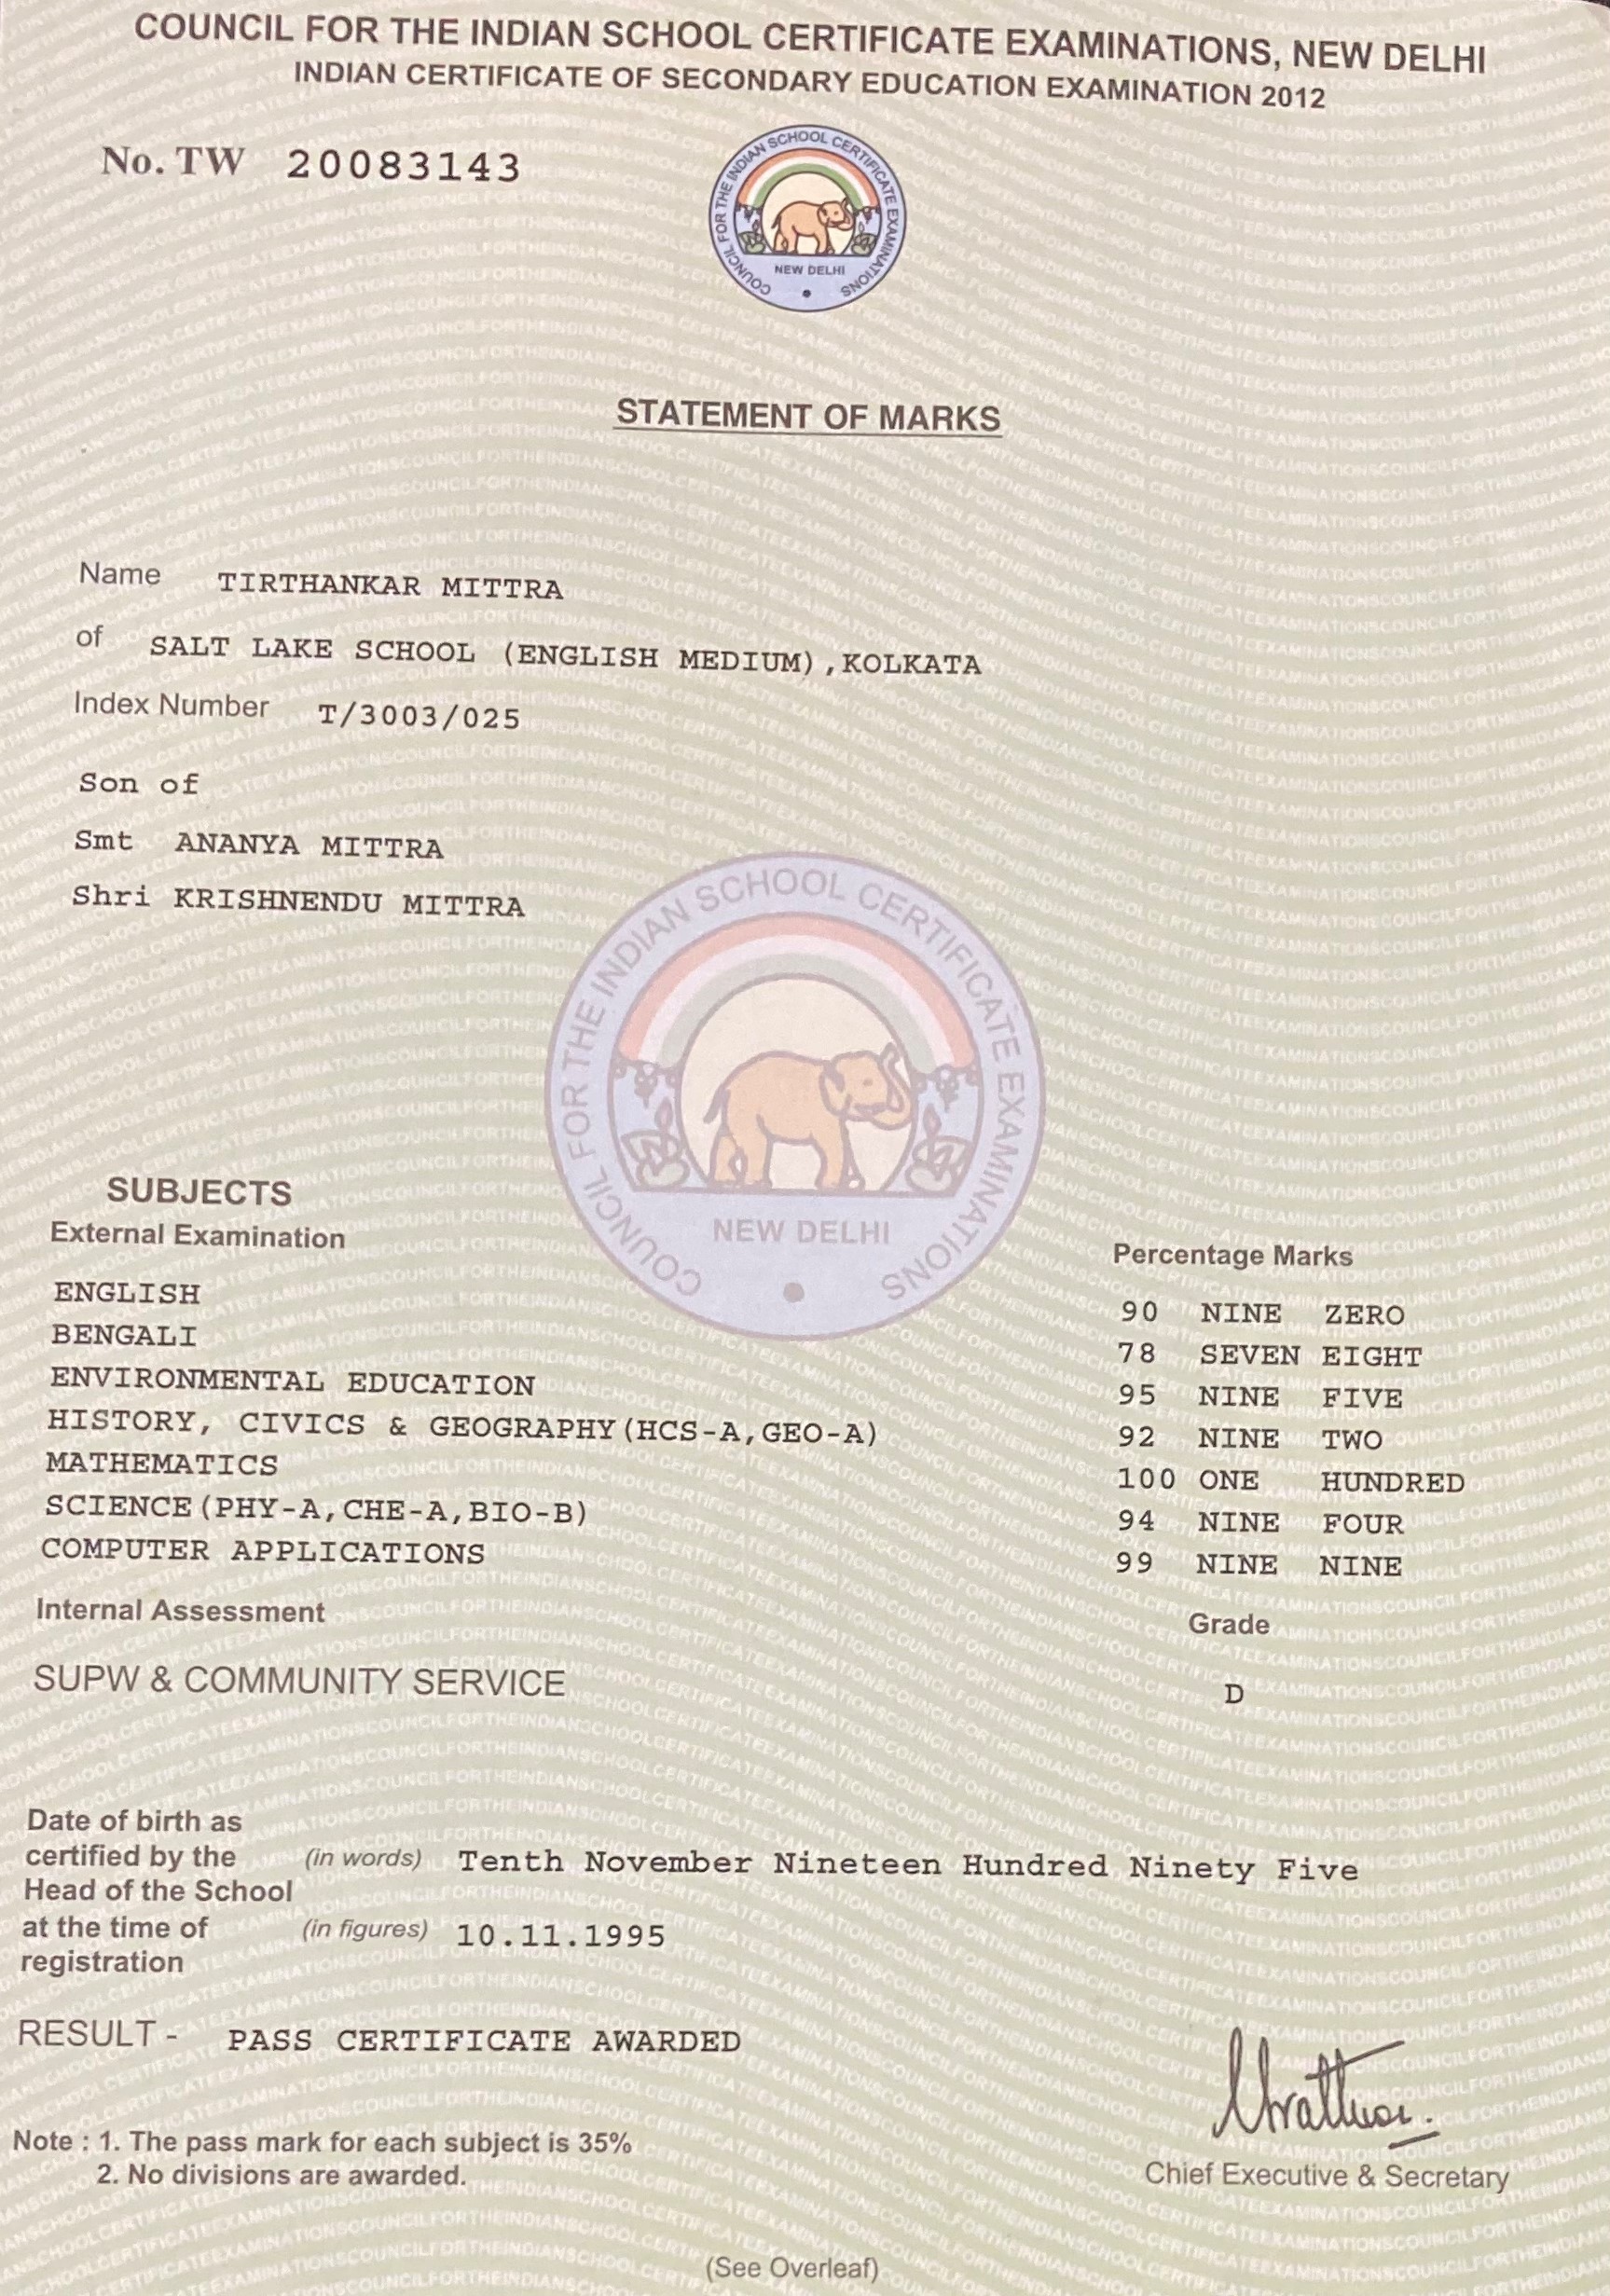 COUNCIL FOR THE INDIAN SCHOOL CERTIFICATE EXAMINATIONS, NEW DELHI
INDIAN CERTIFICATE OF SECONDARY EDUCATION EXAMINATION 2012
No. TW 20083143
COUNCIL FOR THE INDIAN SCHOOL CERTIFICATE EXAMINATIONS
NEW DELHI
STATEMENT OF MARKS
Name TIRTHANKAR MITTRA
of SALT LAKE SCHOOL (ENGLISH MEDIUM),KOLKATA
Index Number T/3003/025
Son of
Smt ANANYA MITTRA
Shri KRISHNENDU MITTRA
COUNCIL FOR THE INDIAN SCHOOL CERTIFICATE EXAMINATIONS
NEW DELHI
SUBJECTS
External Examination Percentage Marks
ENGLISH 90 NINE ZERO
BENGALI 78 SEVEN EIGHT
ENVIRONMENTAL EDUCATION 95 NINE FIVE
HISTORY, CIVICS & GEOGRAPHY(HCS-A,GEO-A) 92 NINE TWO
MATHEMATICS 100 ONE HUNDRED
SCIENCE(PHY-A,CHE-A,BIO-B) 94 NINE FOUR
COMPUTER APPLICATIONS 99 NINE NINE
Internal Assessment Grade
SUPW & COMMUNITY SERVICE D
Date of birth as
certified by the (in words) Tenth November Nineteen Hundred Ninety Five
Head of the School
at the time of (in figures) 10.11.1995
registration
RESULT - PASS CERTIFICATE AWARDED
Note : 1. The pass mark for each subject is 35%
2. No divisions are awarded.
Chief Executive & Secretary
(See Overleaf)